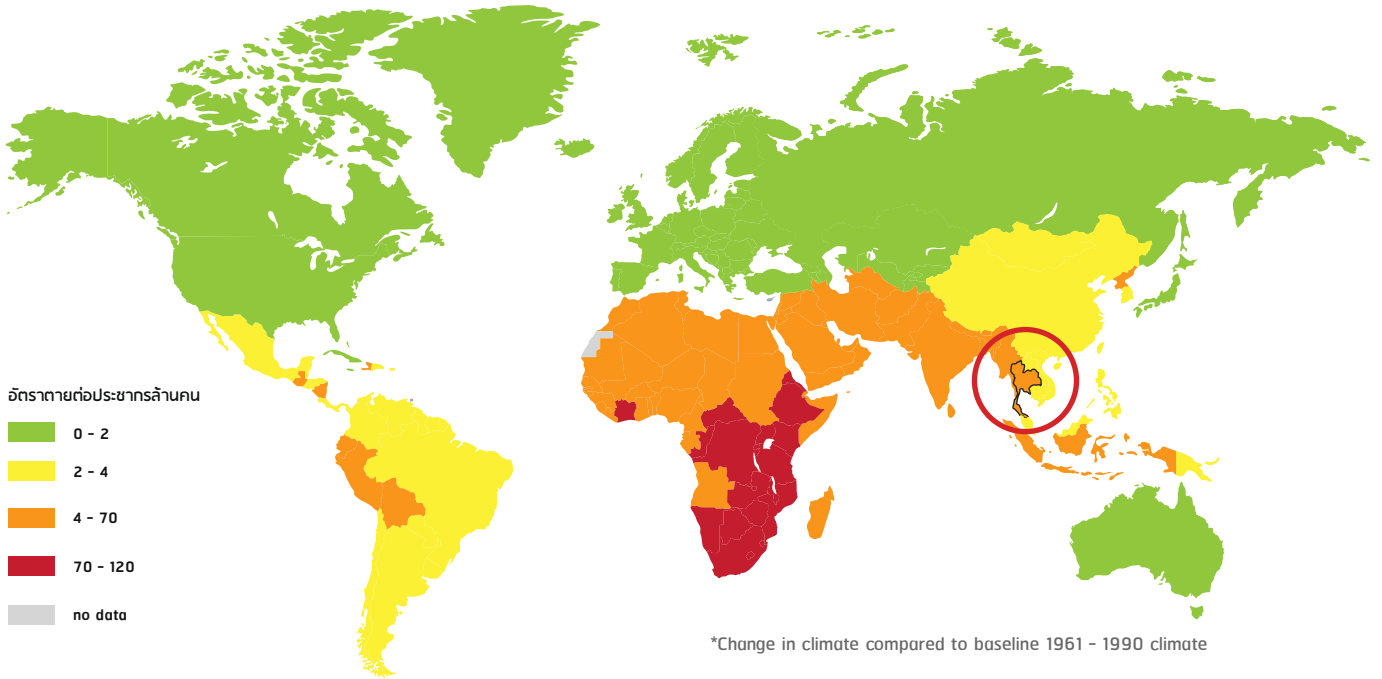 อัตราตายต่อประชากรล้านคน
0 - 2
2 - 4
4 - 70
70 - 120
no data
*Change in climate compared to baseline 1961 - 1990 climate